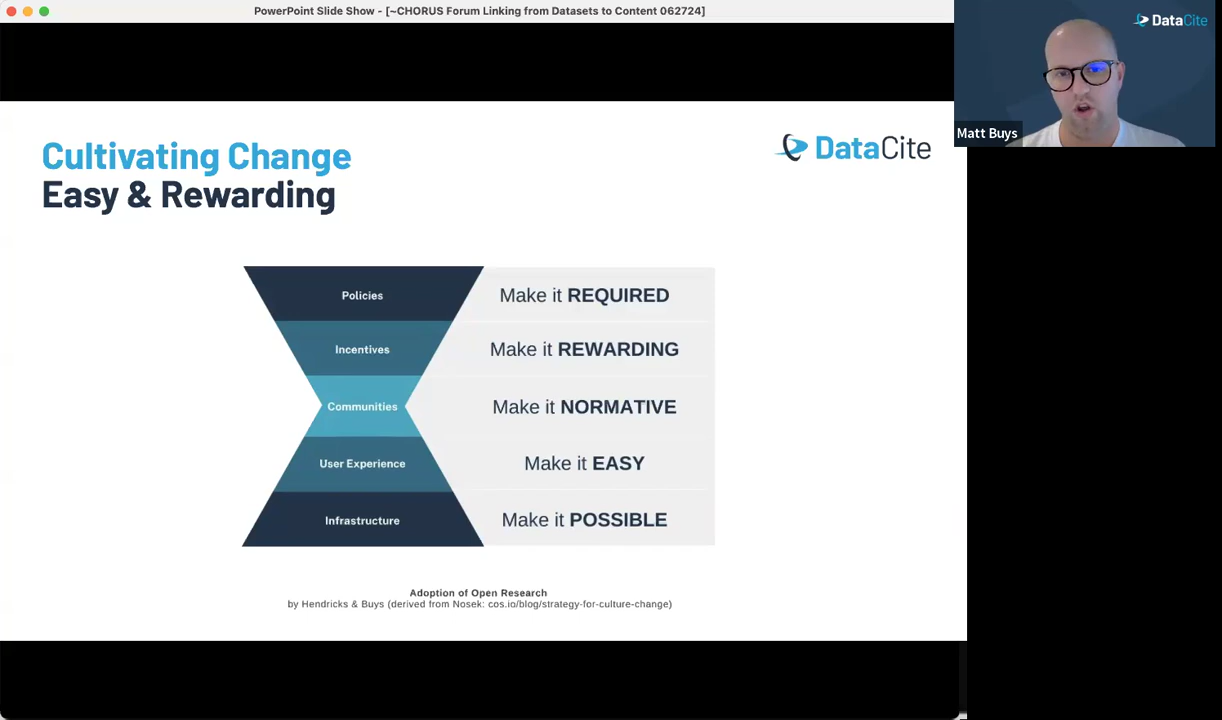 PowerPoint Slide Show - [~CHORUS Forum Linking from Datasets to Content 062724]
DataCite
Matt Buys
Cultivating Change
Easy & Rewarding
DataCite
Policies
Make it REQUIRED
Incentives
Make it REWARDING
Communities
Make it NORMATIVE
User Experience
Make it EASY
Infrastructure
Make it POSSIBLE
Adoption of Open Research
by Hendricks & Buys (derived from Nosek: cos.io/blog/strategy-for-culture-change)